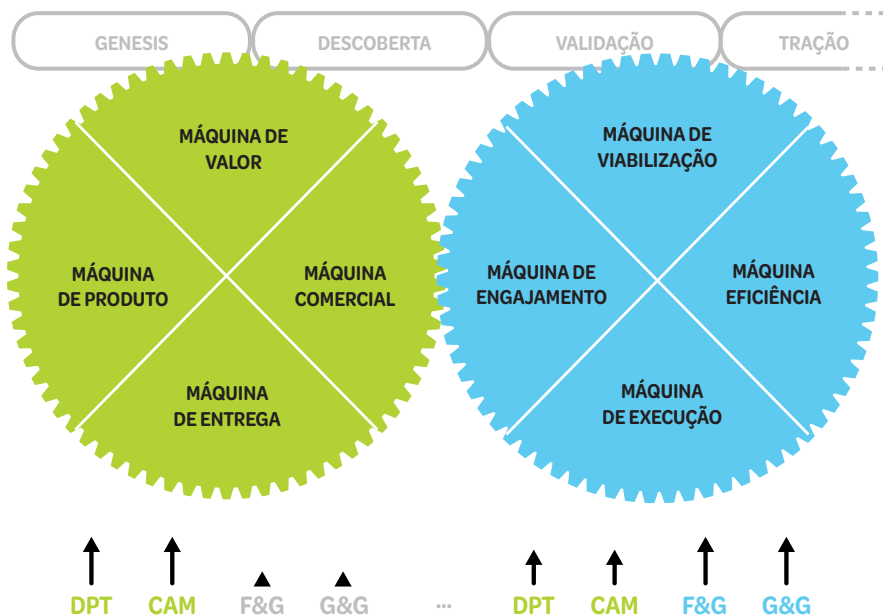 GENESIS
DESCOBERTA
VALIDAÇÃO
TRAÇÃO
MÁQUINA DE
VALOR
MÁQUINA
DE PRODUTO
MÁQUINA
COMERCIAL
MÁQUINA
DE ENTREGA
MÁQUINA DE
VIABILIZAÇÃO
MÁQUINA DE
ENGAJAMENTO
MÁQUINA
EFICIÊNCIA
MÁQUINA
DE EXECUÇÃO
DPT CAM F&G G&G ... DPT CAM F&G G&G